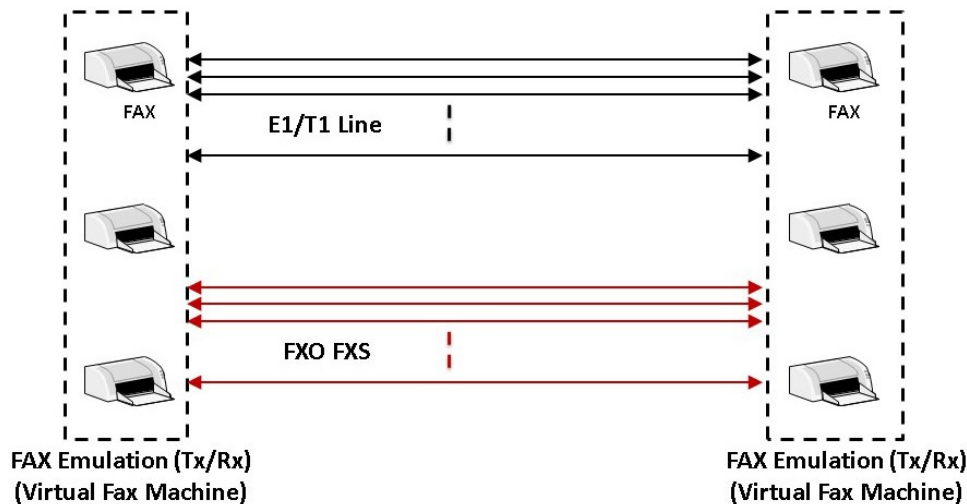 FAX
FAX
E1/T1 Line
FXO FXS
FAX Emulation (Tx/Rx)
(Virtual Fax Machine)
FAX Emulation (Tx/Rx)
(Virtual Fax Machine)